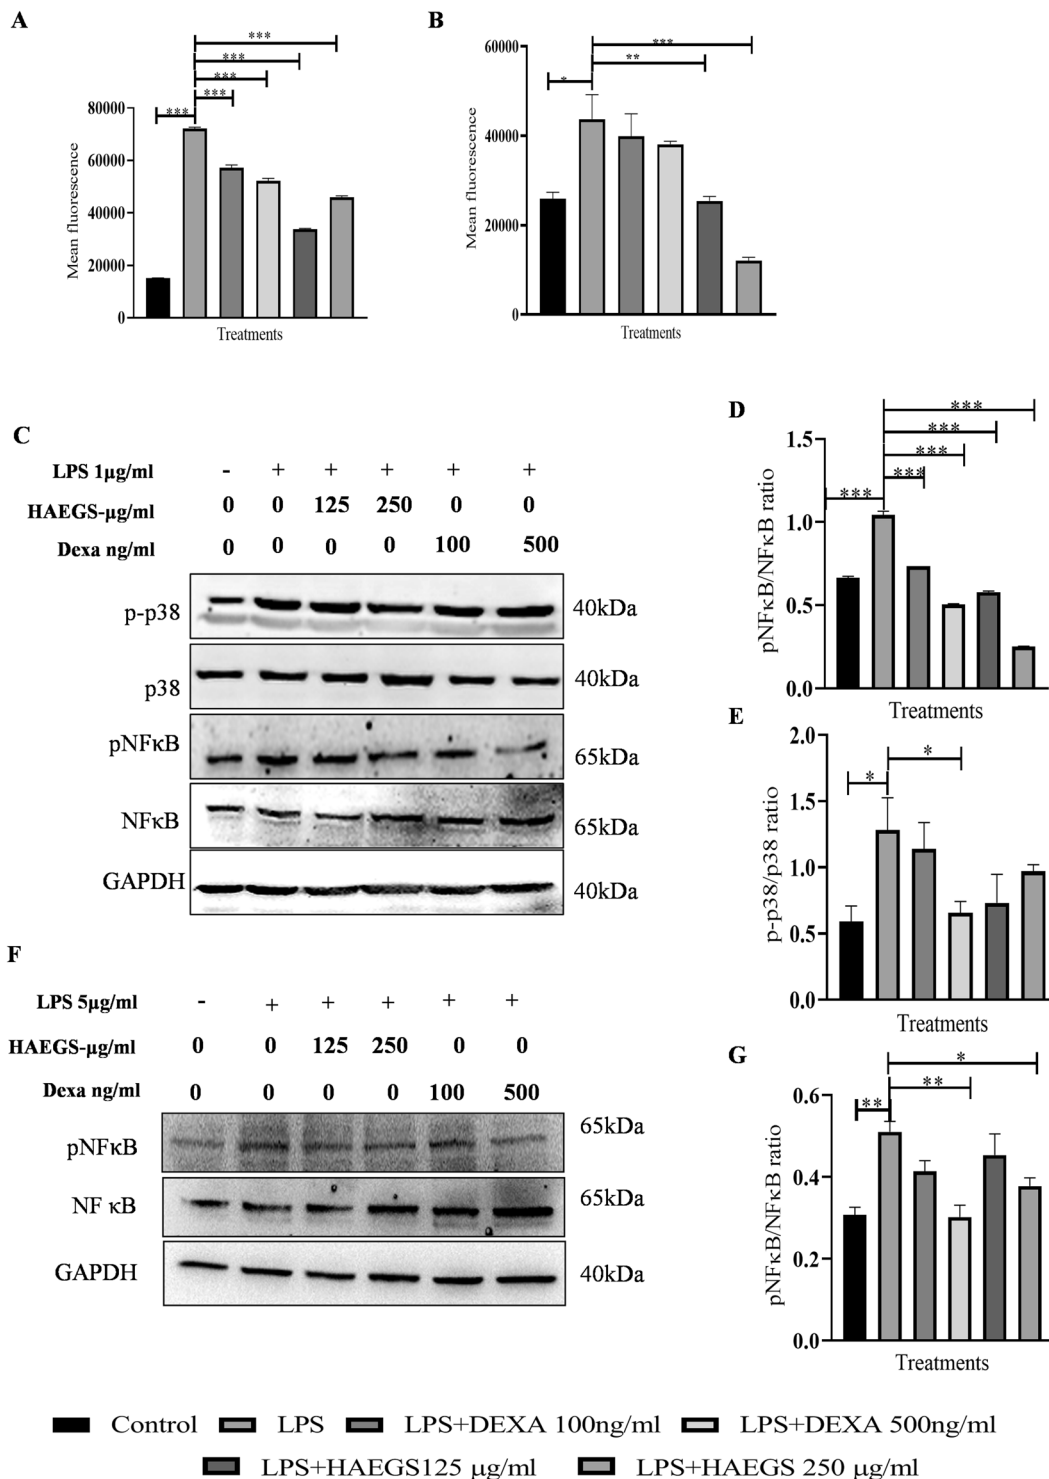 A
***
***
***
***
***
80000
60000
40000
20000
0
Mean fluorescence
Treatments
B
***
**
*
60000
40000
20000
0
Mean fluorescence
Treatments
C
LPS 1μg/ml - + + + + +
HAEGS-μg/ml 0 0 125 250 0 0
Dexa ng/ml 0 0 0 0 100 500
p-p38 40kDa
p38 40kDa
pNFκB 65kDa
NFκB 65kDa
GAPDH 40kDa
D
***
***
***
***
***
1.5
1.0
0.5
0.0
pNFκB/NFκB ratio
Treatments
E
*
*
2.0
1.5
1.0
0.5
0.0
p-p38/p38 ratio
Treatments
F
LPS 5μg/ml - + + + + +
HAEGS-μg/ml 0 0 125 250 0 0
Dexa ng/ml 0 0 0 0 100 500
pNFκB 65kDa
NF κB 65kDa
GAPDH 40kDa
G
*
**
**
0.6
0.4
0.2
0.0
pNFκB/NFκB ratio
Treatments
Control LPS LPS+DEXA 100ng/ml LPS+DEXA 500ng/ml
LPS+HAEGS125 μg/ml LPS+HAEGS 250 μg/ml